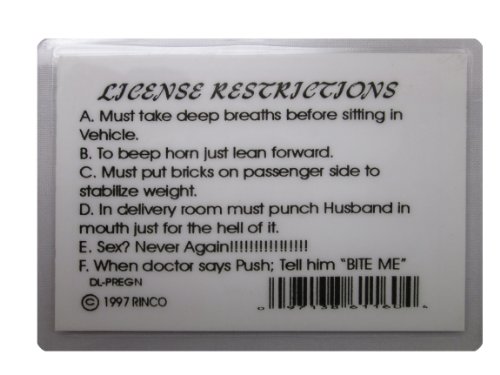 LICENSE RESTRICTIONS
A. Must take deep breaths before sitting in
Vehicle.
B. To beep horn just lean forward.
C. Must put bricks on passenger side to
stabilize weight.
D. In delivery room must punch Husband in
mouth just for the hell of it.
E. Sex? Never Again!!!!!!!!!!!!!!!!
F. When doctor says Push; Tell him "BITE ME"
DL-PREGN
© 1997 RINCO